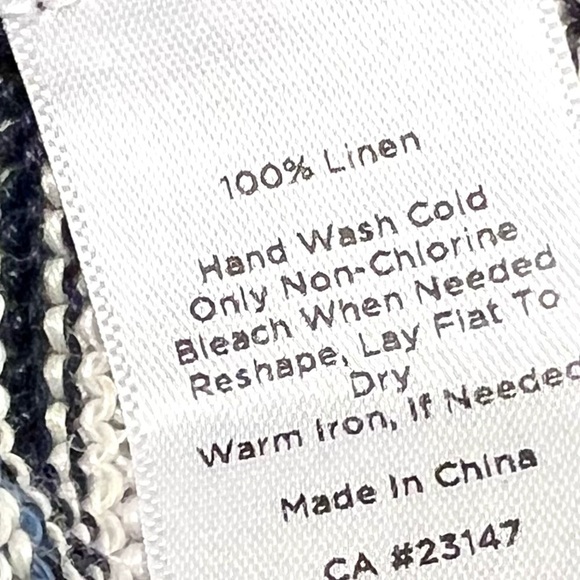 100% Linen
Hand Wash Cold
Only Non-Chlorine
Bleach When Needed
Reshape, Lay Flat To
Dry
Warm Iron, If Needed
Made In China
CA #23147